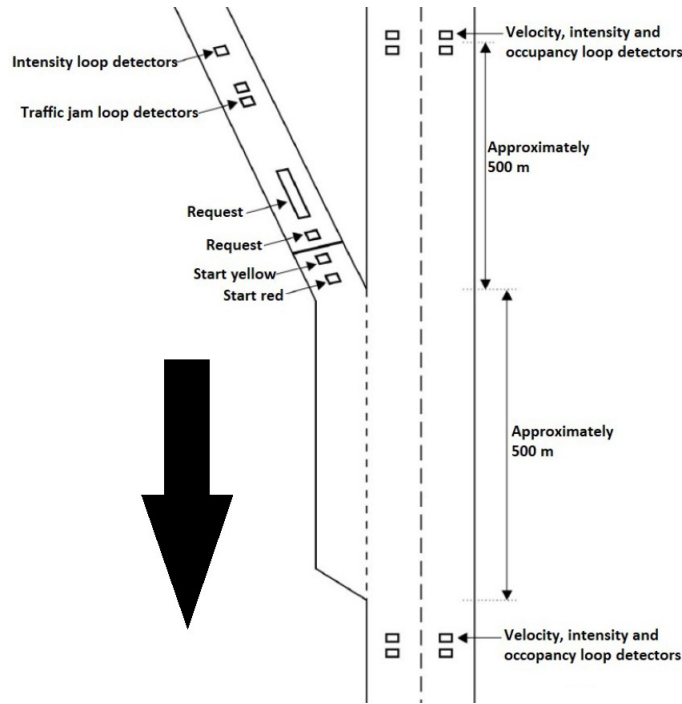 Velocity, intensity and
occupancy loop detectors
Intensity loop detectors
Traffic jam loop detectors
Approximately
500 m
Request
Request
Start yellow
Start red
Approximately
500 m
Velocity, intensity and
occopancy loop detectors